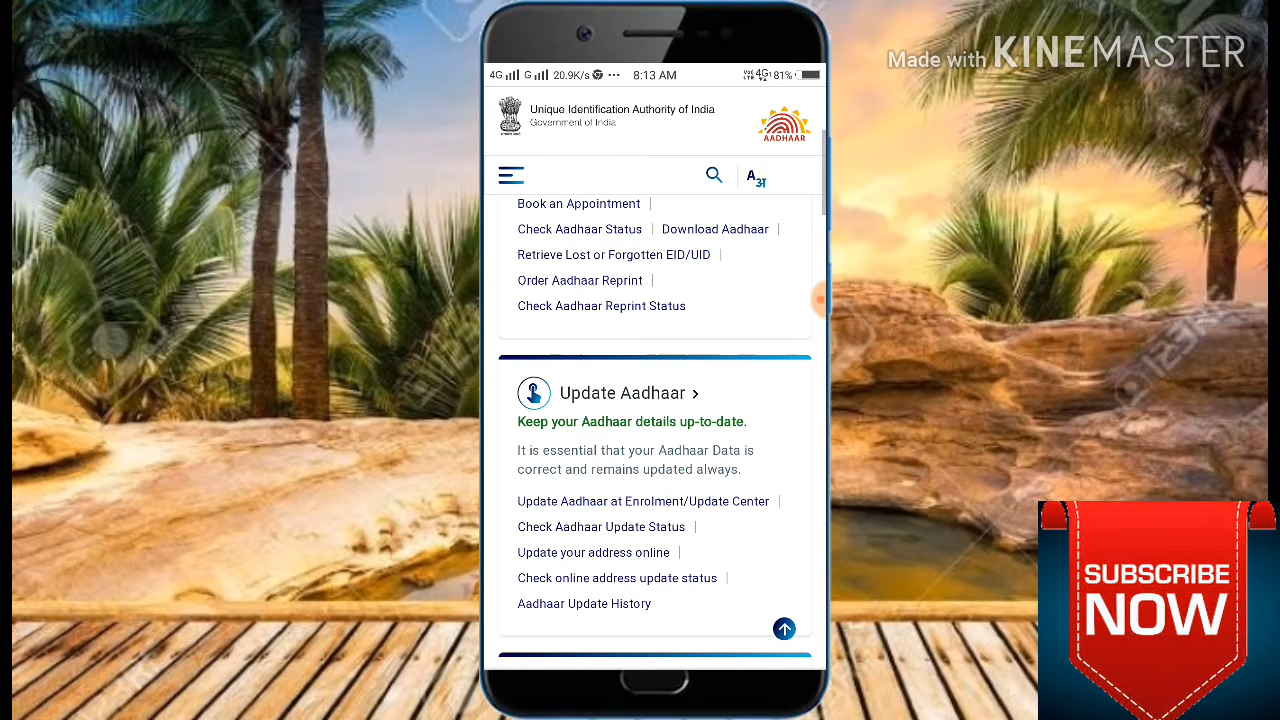 Made with KINEMASTER
4G G 20.9K/s 8:13 AM 4G+ 81%
Unique Identification Authority of India
Government of India
AADHAAR
A अ
Book an Appointment
Check Aadhaar Status | Download Aadhaar |
Retrieve Lost or Forgotten EID/UID
Order Aadhaar Reprint
Check Aadhaar Reprint Status
Update Aadhaar >
Keep your Aadhaar details up-to-date.
It is essential that your Aadhaar Data is
correct and remains updated always.
Update Aadhaar at Enrolment/Update Center
Check Aadhaar Update Status
Update your address online
Check online address update status
Aadhaar Update History
SUBSCRIBE
NOW